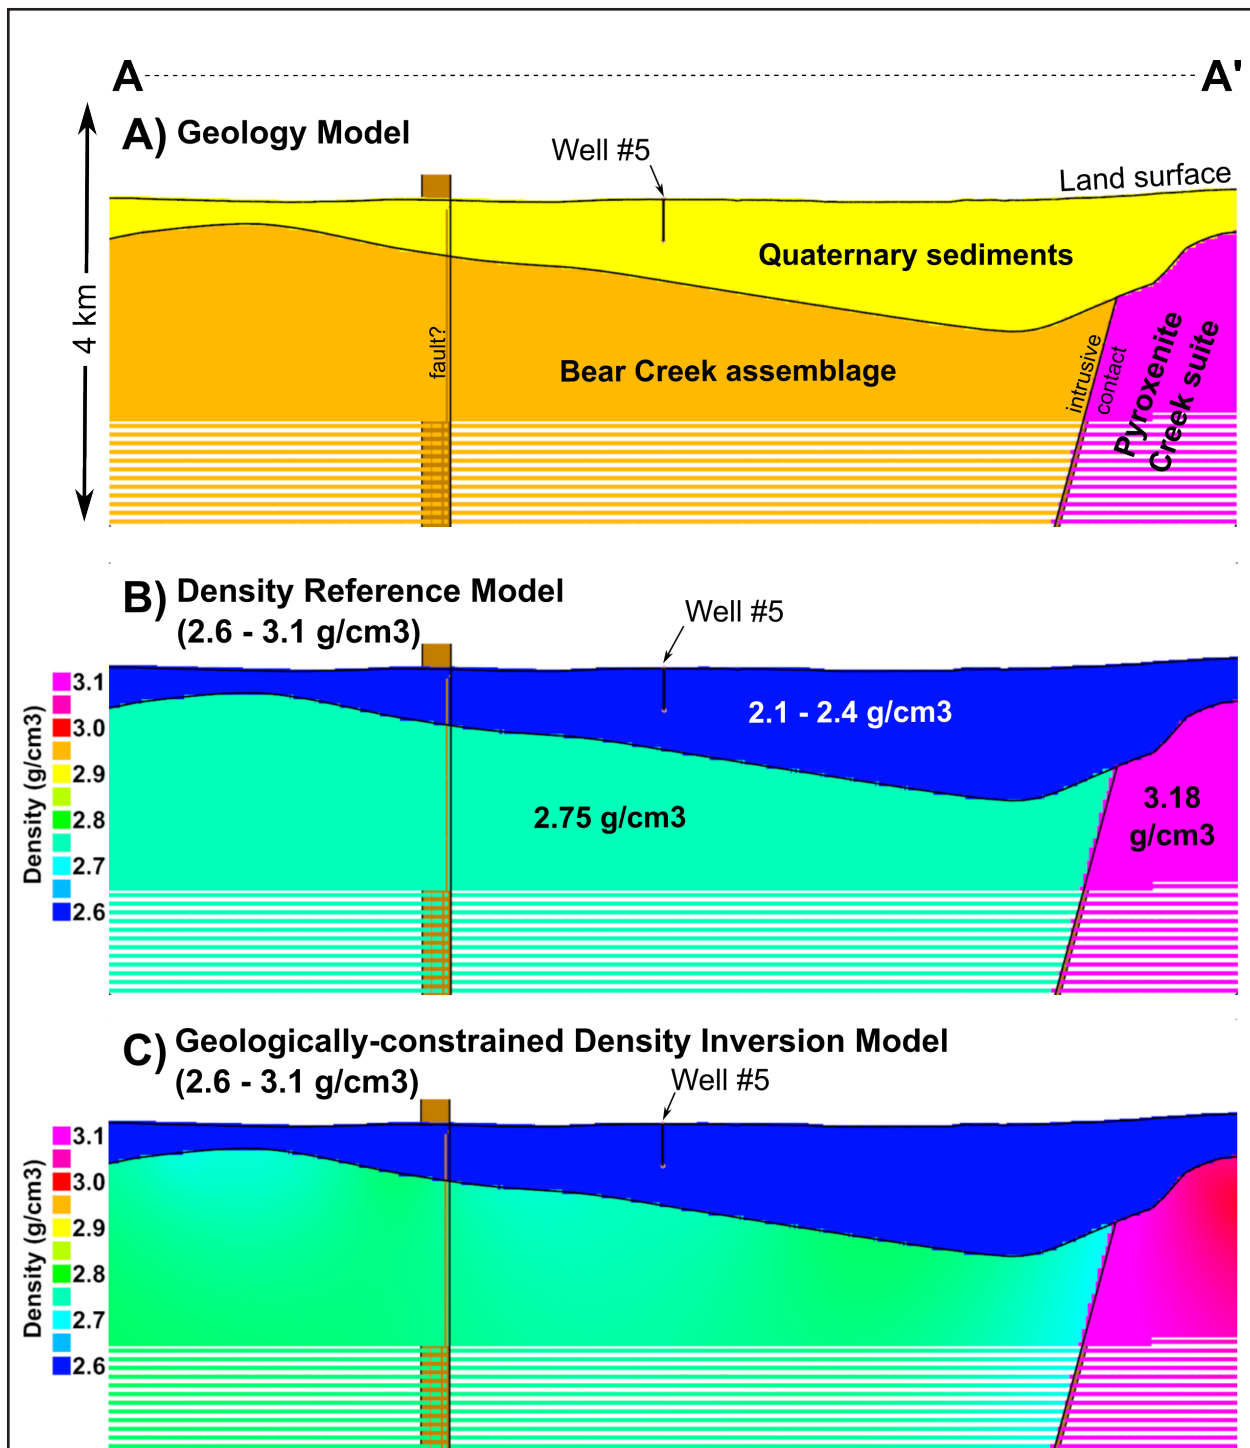 A A'
A) Geology Model
Well #5
Land surface
4 km
Quaternary sediments
fault?
Bear Creek assemblage
intrusive
contact
Pyroxenite
Creek suite
B) Density Reference Model
(2.6 - 3.1 g/cm3)
Well #5
Density (g/cm3)
3.1
3.0
2.9
2.8
2.7
2.6
2.1 - 2.4 g/cm3
2.75 g/cm3
3.18
g/cm3
C) Geologically-constrained Density Inversion Model
(2.6 - 3.1 g/cm3)
Well #5
Density (g/cm3)
3.1
3.0
2.9
2.8
2.7
2.6